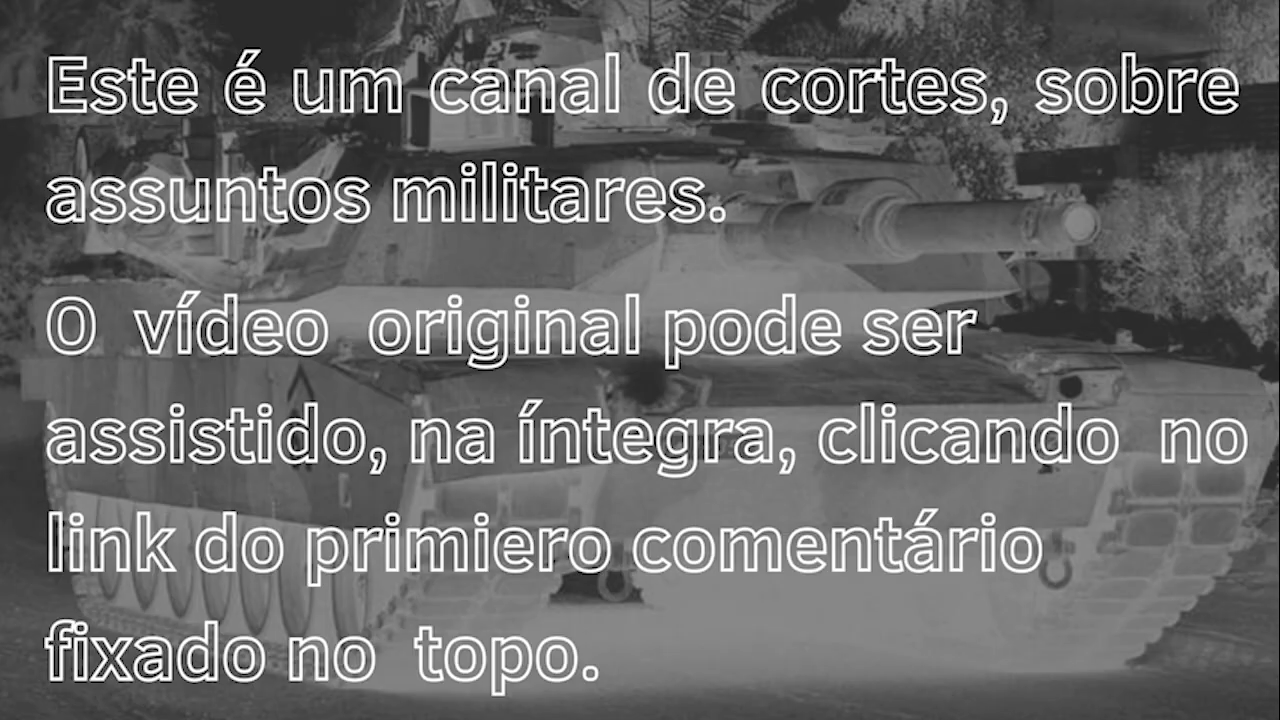 Este é um canal de cortes, sobre
assuntos militares.
O vídeo original pode ser
assistido, na íntegra, clicando no
link do primiero comentário
fixado no topo.